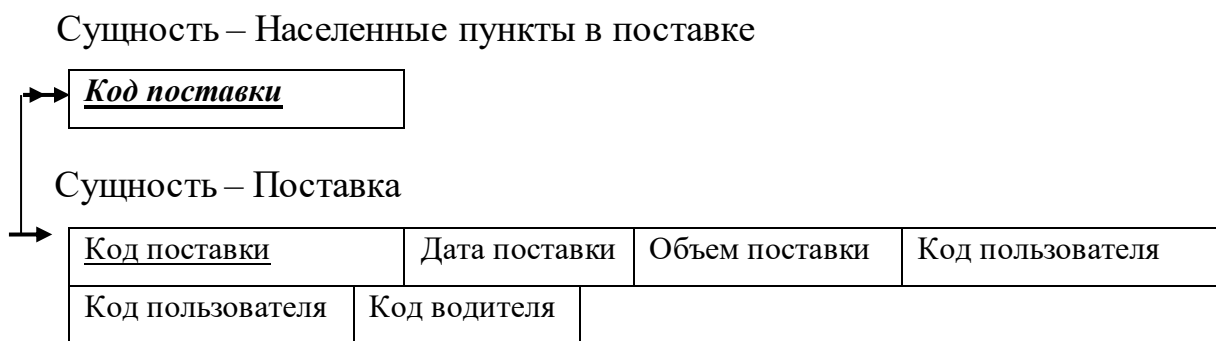 Сущность – Населенные пункты в поставке
Код поставки
Сущность – Поставка
Код поставки Дата поставки Объем поставки Код пользователя
Код пользователя Код водителя